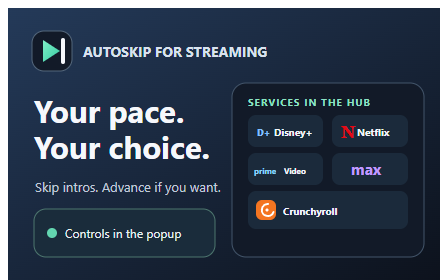 AUTOSKIP FOR STREAMING
Your pace.
Your choice.
Skip intros. Advance if you want.
Controls in the popup
SERVICES IN THE HUB
D+ Disney+
N Netflix
prime Video
max
Crunchyroll